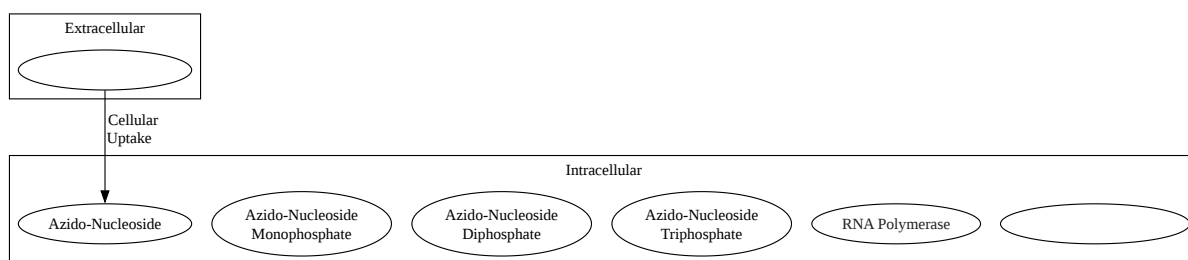 Extracellular
Cellular
Uptake
Intracellular
Azido-Nucleoside
Azido-Nucleoside
Monophosphate
Azido-Nucleoside
Diphosphate
Azido-Nucleoside
Triphosphate
RNA Polymerase